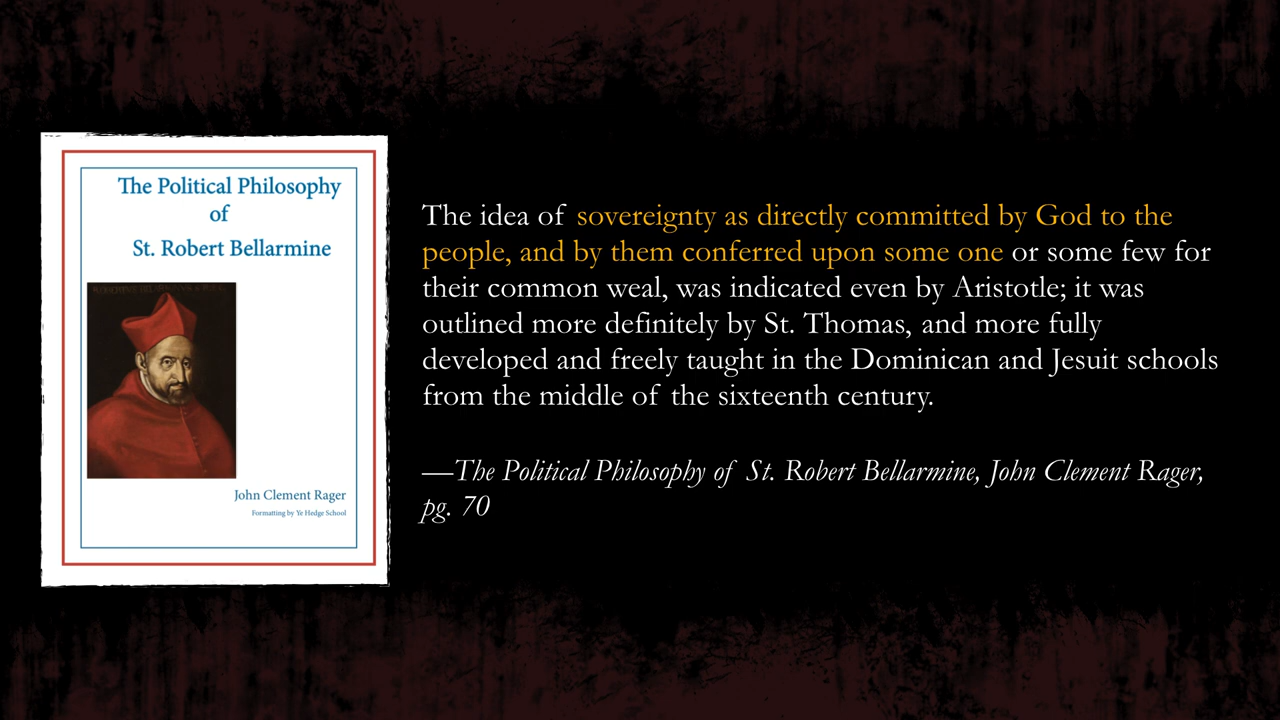 The Political Philosophy
of
St. Robert Bellarmine
John Clement Rager
Formatting by Ye Hedge School
The idea of sovereignty as directly committed by God to the
people, and by them conferred upon some one or some few for
their common weal, was indicated even by Aristotle; it was
outlined more definitely by St. Thomas, and more fully
developed and freely taught in the Dominican and Jesuit schools
from the middle of the sixteenth century.
—The Political Philosophy of St. Robert Bellarmine, John Clement Rager,
pg. 70